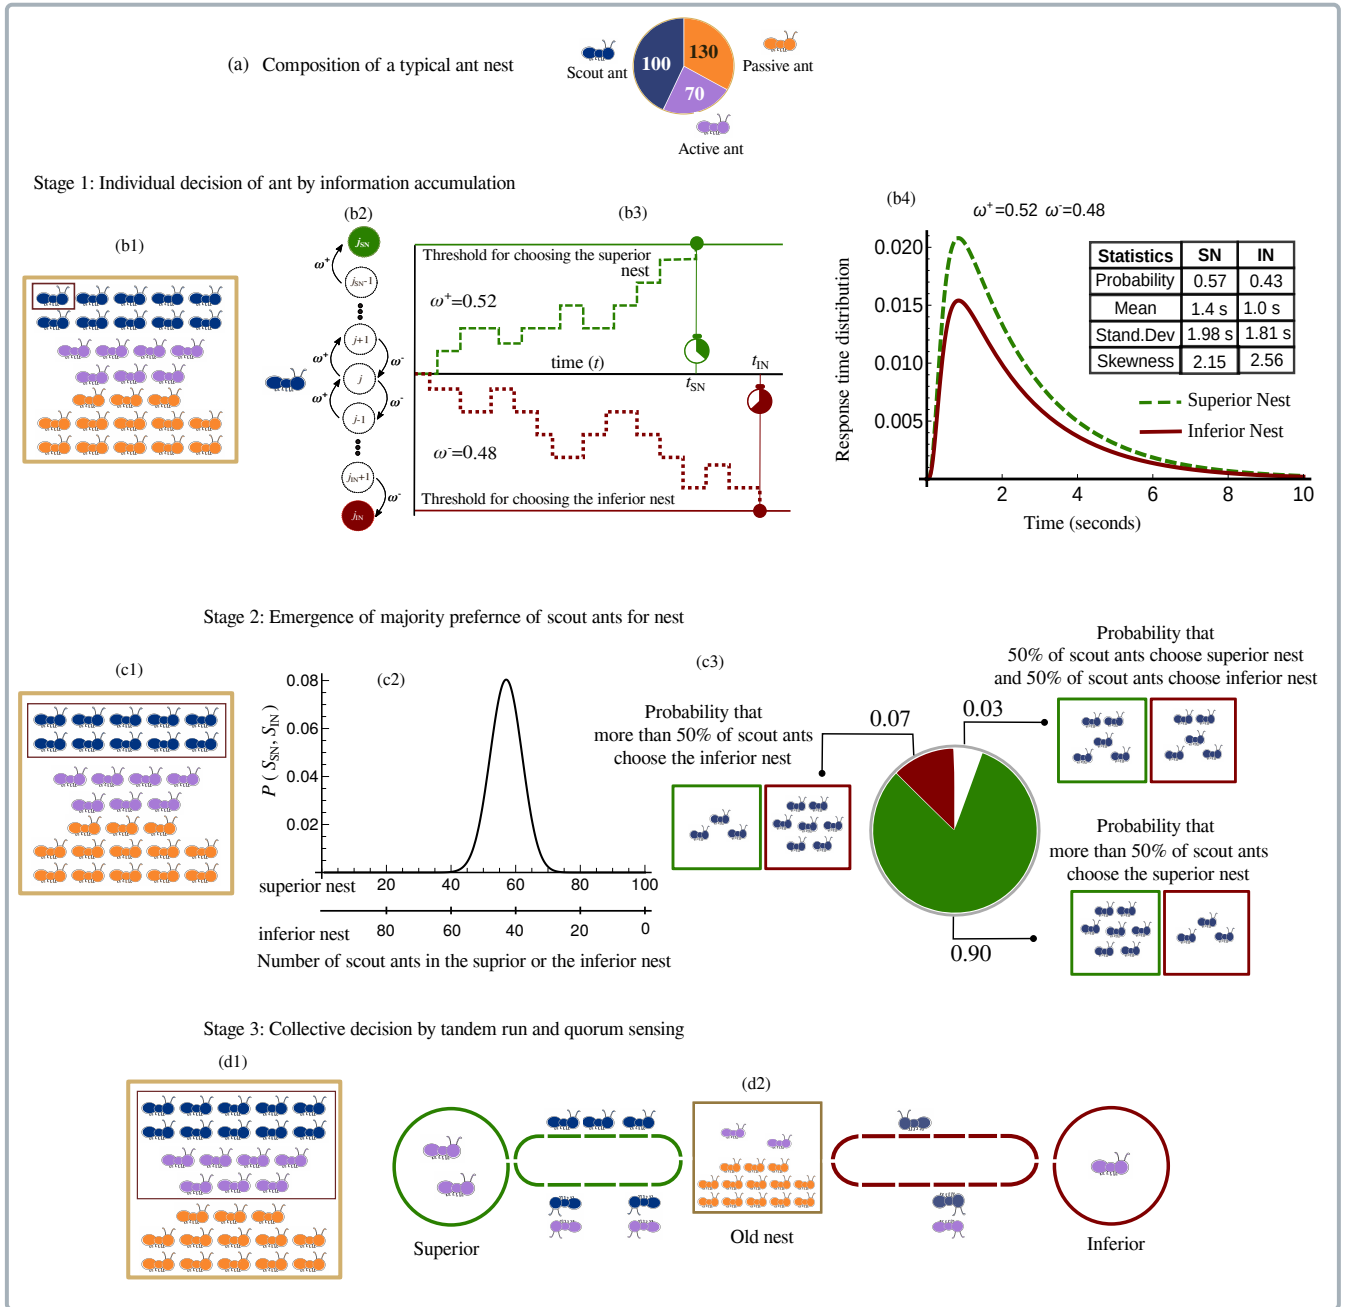 (a) Composition of a typical ant nest
Scout ant
100
130
70
Passive ant
Active ant
Stage 1: Individual decision of ant by information accumulation
(b1)
(b2)
j_SN
ω⁺
j_SN-1
j+1
ω⁺
ω⁻
j
ω⁺
ω⁻
j-1
j_IN+1
ω⁻
j_IN
(b3)
Threshold for choosing the superior
nest
ω⁺=0.52
time (t)
t_SN
t_IN
ω⁻=0.48
Threshold for choosing the inferior nest
(b4)
ω⁺=0.52 ω⁻=0.48
Response time distribution
0.020
0.015
0.010
0.005
Statistics SN IN
Probability 0.57 0.43
Mean 1.4 s 1.0 s
Stand.Dev 1.98 s 1.81 s
Skewness 2.15 2.56
Superior Nest
Inferior Nest
2 4 6 8 10
Time (seconds)
Stage 2: Emergence of majority prefernce of scout ants for nest
(c1)
(c2)
P ( S_SN, S_IN )
0.08
0.06
0.04
0.02
superior nest 20 40 60 80 100
inferior nest 80 60 40 20 0
Number of scout ants in the suprior or the inferior nest
(c3)
Probability that
more than 50% of scout ants
choose the inferior nest
0.07
0.03
Probability that
50% of scout ants choose superior nest
and 50% of scout ants choose inferior nest
Probability that
more than 50% of scout ants
choose the superior nest
0.90
Stage 3: Collective decision by tandem run and quorum sensing
(d1)
(d2)
Superior
Old nest
Inferior